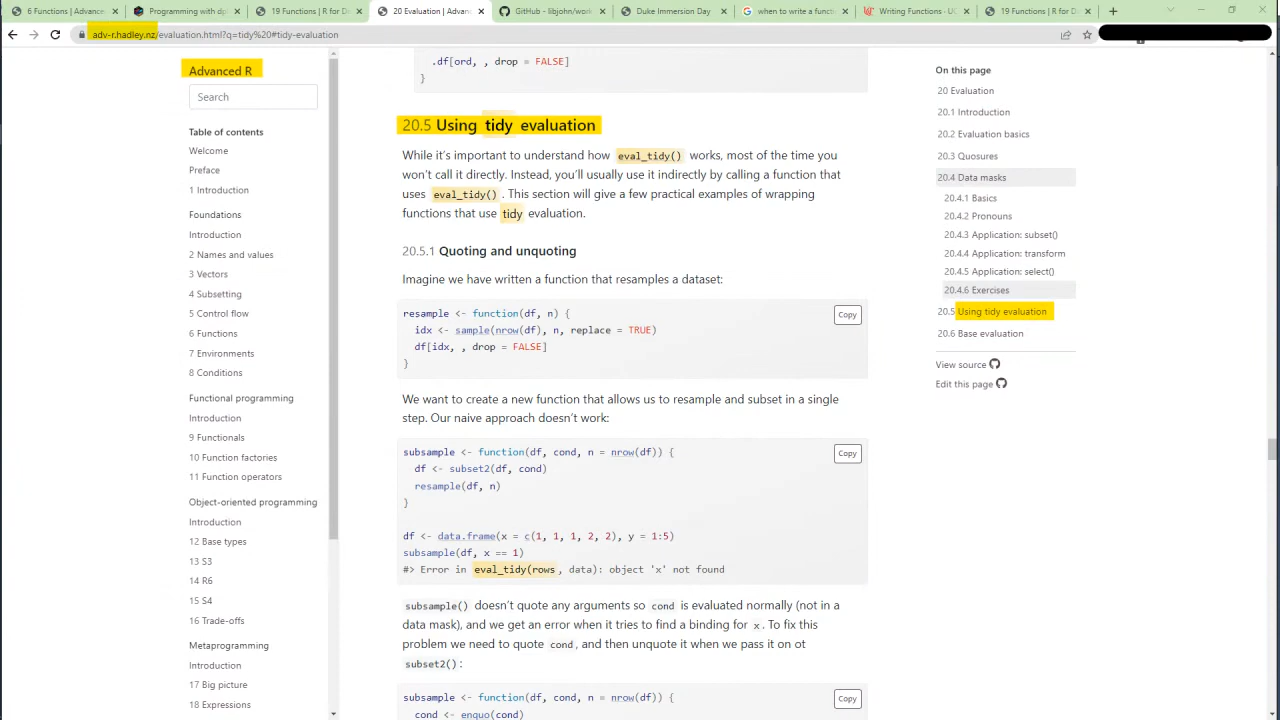 6 Functions | Advance
Programming with dp
19 Functions | R for D
20 Evaluation | Advanc
GitHub - libjohn/work
Duke Immersion Day
when to write a functi
Writing Functions · UC
19 Functions | R for D
adv-r.hadley.nz/evaluation.html?q=tidy%20#tidy-evaluation
Advanced R
Search
Table of contents
Welcome
Preface
1 Introduction
Foundations
Introduction
2 Names and values
3 Vectors
4 Subsetting
5 Control flow
6 Functions
7 Environments
8 Conditions
Functional programming
Introduction
9 Functionals
10 Function factories
11 Function operators
Object-oriented programming
Introduction
12 Base types
13 S3
14 R6
15 S4
16 Trade-offs
Metaprogramming
Introduction
17 Big picture
18 Expressions
.df[ord, , drop = FALSE]
}
20.5 Using tidy evaluation
While it's important to understand how eval_tidy() works, most of the time you
won't call it directly. Instead, you'll usually use it indirectly by calling a function that
uses eval_tidy(). This section will give a few practical examples of wrapping
functions that use tidy evaluation.
20.5.1 Quoting and unquoting
Imagine we have written a function that resamples a dataset:
Copy
resample <- function(df, n) {
idx <- sample(nrow(df), n, replace = TRUE)
df[idx, , drop = FALSE]
}
We want to create a new function that allows us to resample and subset in a single
step. Our naive approach doesn't work:
Copy
subsample <- function(df, cond, n = nrow(df)) {
df <- subset2(df, cond)
resample(df, n)
}
df <- data.frame(x = c(1, 1, 1, 2, 2), y = 1:5)
subsample(df, x == 1)
#> Error in eval_tidy(rows, data): object 'x' not found
subsample() doesn't quote any arguments so cond is evaluated normally (not in a
data mask), and we get an error when it tries to find a binding for x. To fix this
problem we need to quote cond, and then unquote it when we pass it on ot
subset2():
Copy
subsample <- function(df, cond, n = nrow(df)) {
cond <- enquo(cond)
On this page
20 Evaluation
20.1 Introduction
20.2 Evaluation basics
20.3 Quosures
20.4 Data masks
20.4.1 Basics
20.4.2 Pronouns
20.4.3 Application: subset()
20.4.4 Application: transform
20.4.5 Application: select()
20.4.6 Exercises
20.5 Using tidy evaluation
20.6 Base evaluation
View source
Edit this page